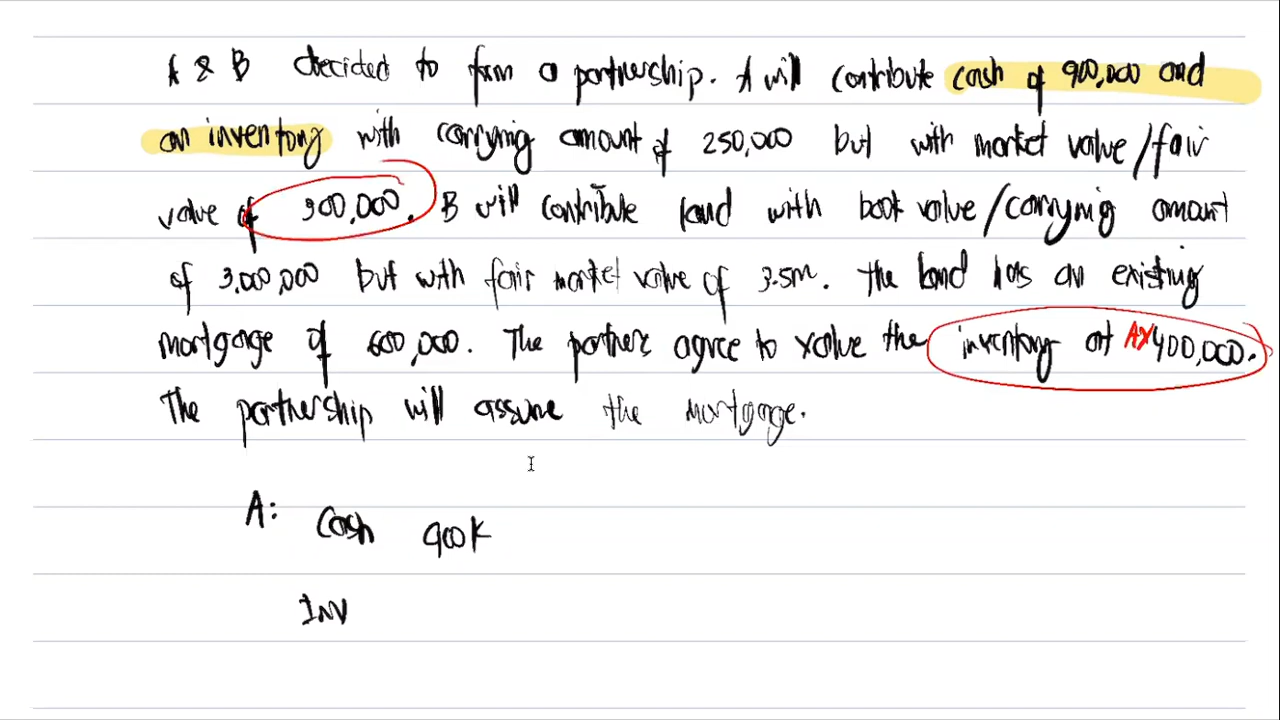 A & B decided to form a partnership. A will contribute cash of 900,000 and
an inventory with carrying amount of 250,000 but with market value/fair
value of 300,000. B will contribute land with book value/carrying amount
of 3,000,000 but with fair market value of 3.5m. The land has an existing
mortgage of 600,000. The partners agree to value the inventory at AV 400,000.
The partnership will assume the mortgage.
A: Cash 900K
Inv